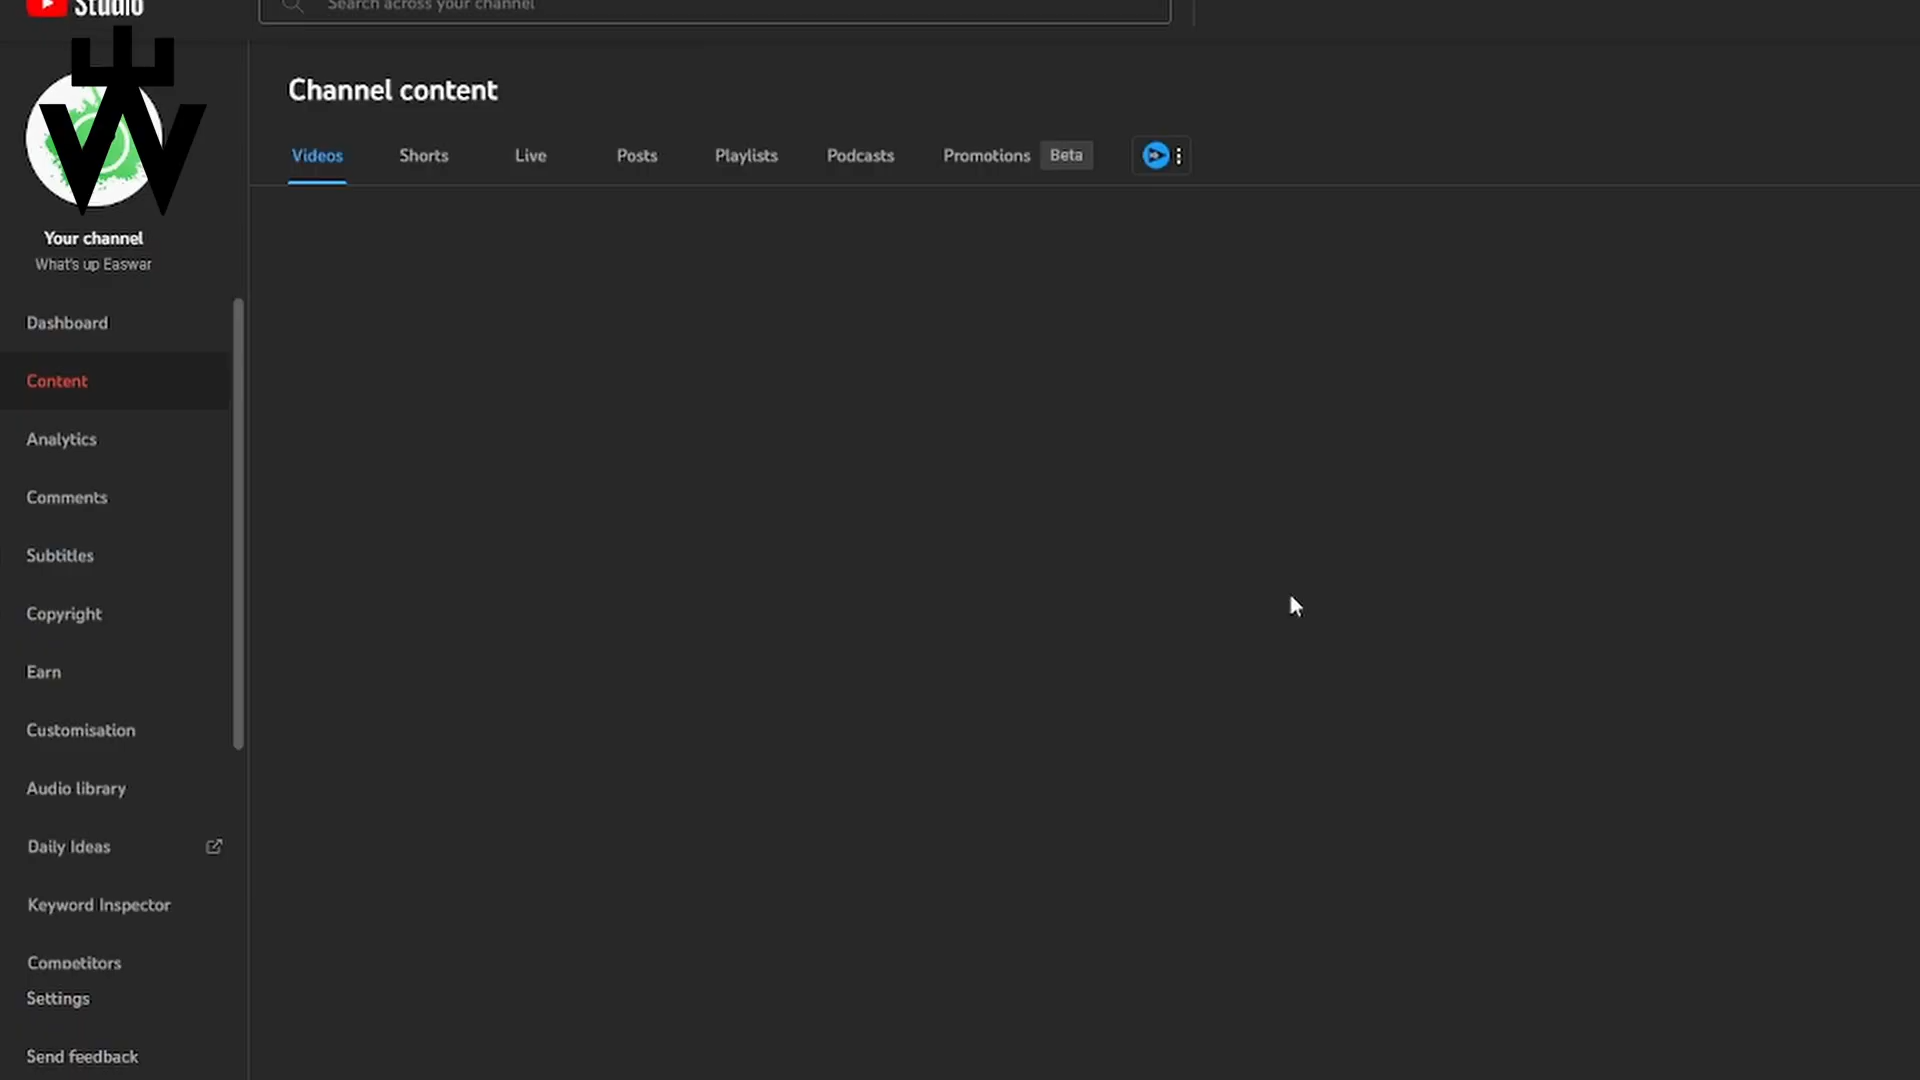 Studio
Search across your channel
Channel content
Videos Shorts Live Posts Playlists Podcasts Promotions Beta
Your channel
What's up Easwar
Dashboard
Content
Analytics
Comments
Subtitles
Copyright
Earn
Customisation
Audio library
Daily Ideas
Keyword Inspector
Competitors
Settings
Send feedback